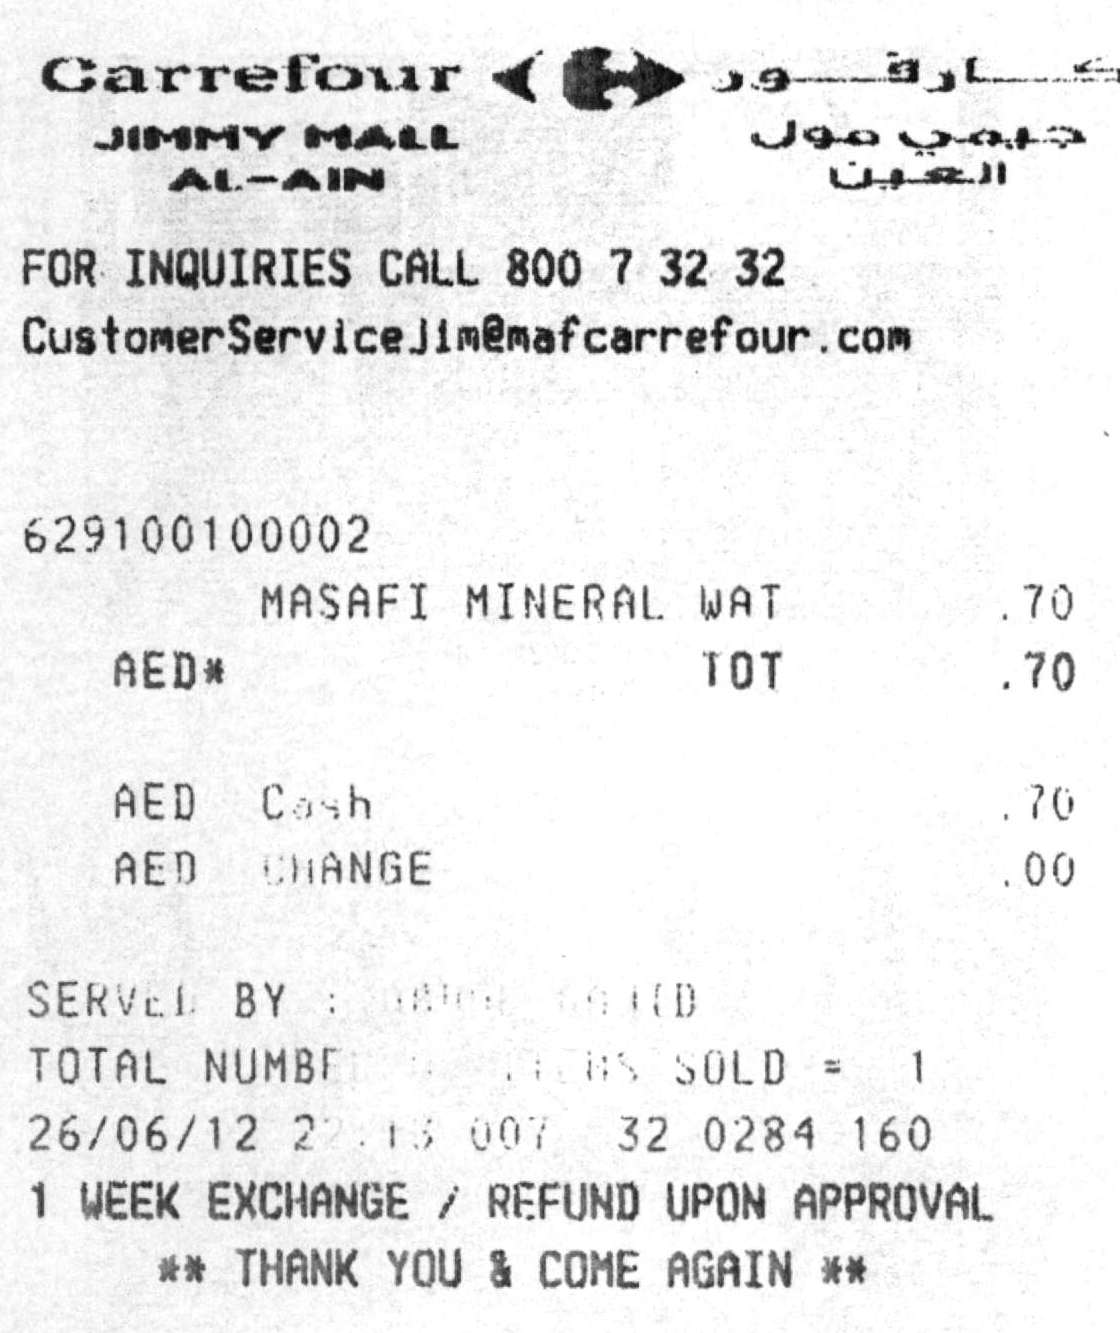 Carrefour كارفور
JIMMY MALL جيمي مول
AL-AIN العين
FOR INQUIRIES CALL 800 7 32 32
CustomerServiceJim@mafcarrefour.com
629100100002
MASAFI MINERAL WAT .70
AED* TOT .70
AED Cash .70
AED CHANGE .00
SERVED BY :
TOTAL NUMBER ITEMS SOLD = 1
26/06/12 007 32 0284 160
1 WEEK EXCHANGE / REFUND UPON APPROVAL
** THANK YOU & COME AGAIN **